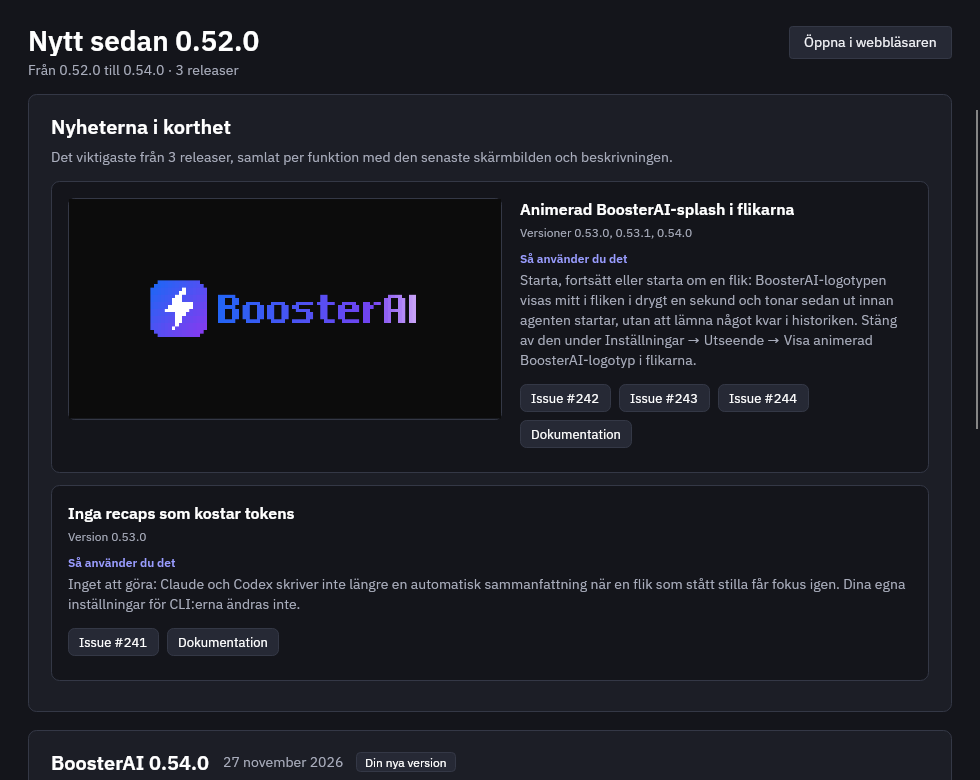 Nytt sedan 0.52.0
Öppna i webbläsaren
Från 0.52.0 till 0.54.0 · 3 releaser
Nyheterna i korthet
Det viktigaste från 3 releaser, samlat per funktion med den senaste skärmbilden och beskrivningen.
BoosterAI
Animerad BoosterAI-splash i flikarna
Versioner 0.53.0, 0.53.1, 0.54.0
Så använder du det
Starta, fortsätt eller starta om en flik: BoosterAI-logotypen
visas mitt i fliken i drygt en sekund och tonar sedan ut innan
agenten startar, utan att lämna något kvar i historiken. Stäng
av den under Inställningar → Utseende → Visa animerad
BoosterAI-logotyp i flikarna.
Issue #242
Issue #243
Issue #244
Dokumentation
Inga recaps som kostar tokens
Version 0.53.0
Så använder du det
Inget att göra: Claude och Codex skriver inte längre en automatisk sammanfattning när en flik som stått stilla får fokus igen. Dina egna
inställningar för CLI:erna ändras inte.
Issue #241
Dokumentation
BoosterAI 0.54.0
27 november 2026
Din nya version